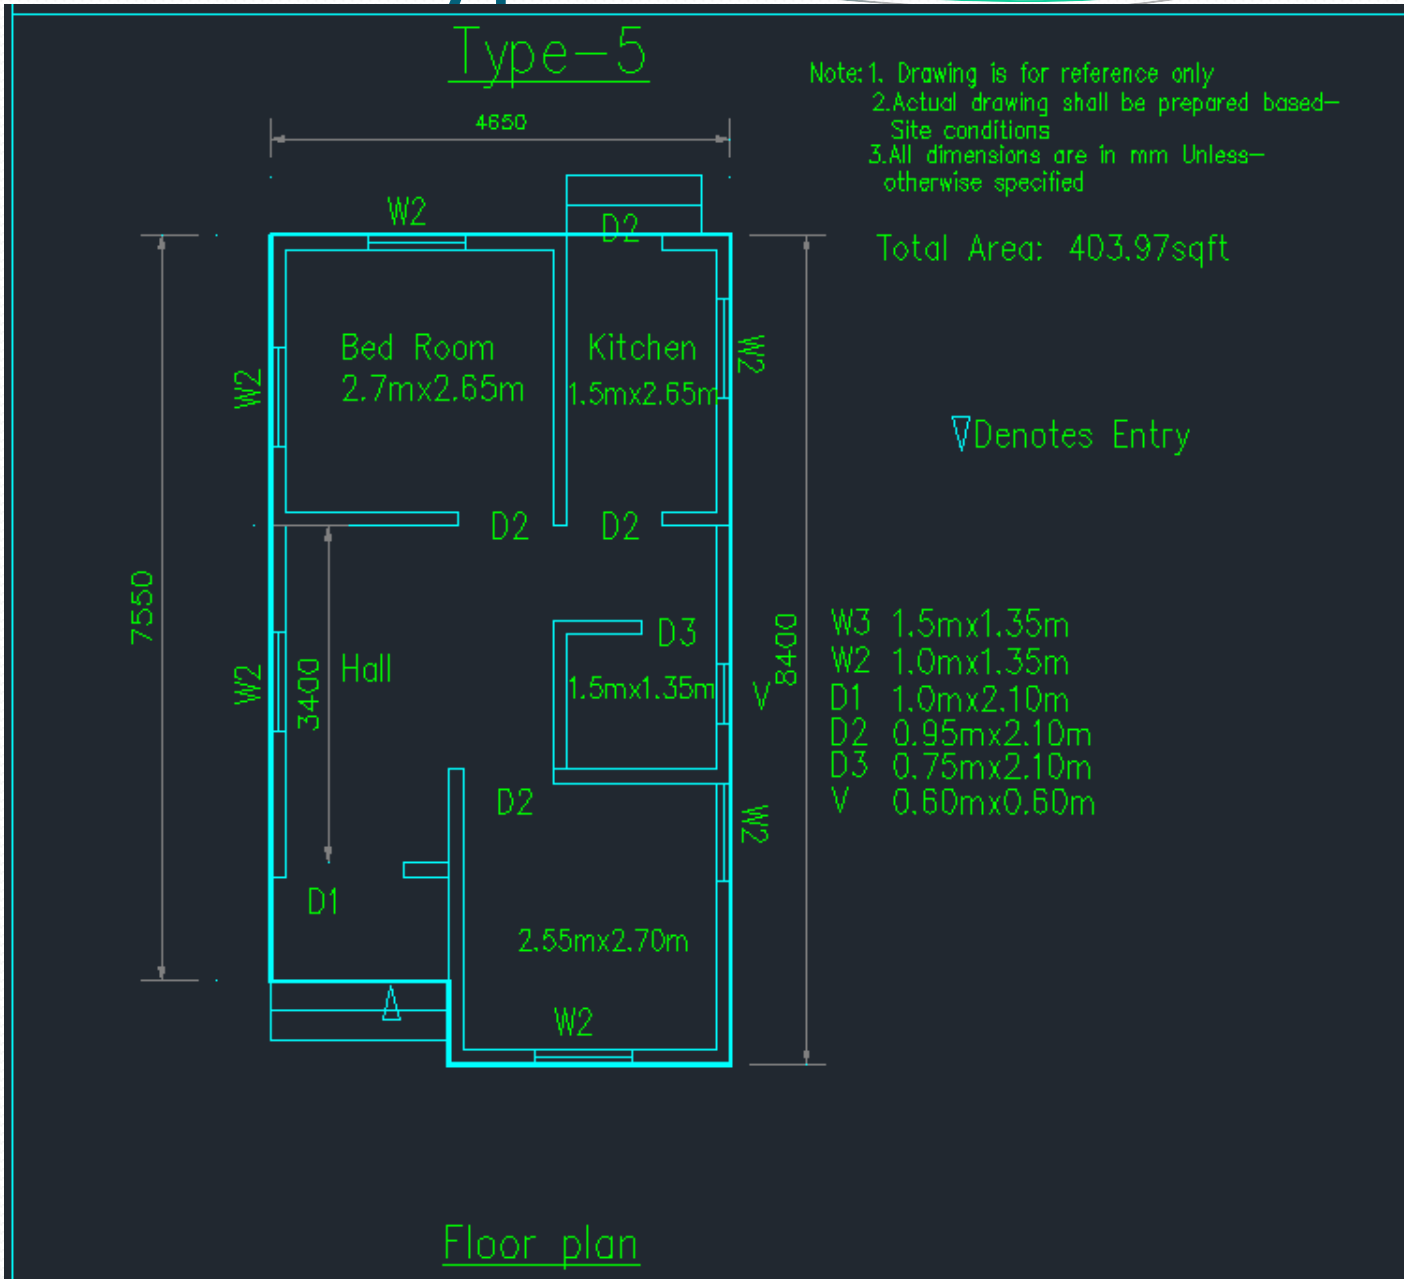 Type-5
Note: 1. Drawing is for reference only
2.Actual drawing shall be prepared based-
Site conditions
3.All dimensions are in mm Unless-
otherwise specified
4650
W2
D2
Total Area: 403.97sqft
Bed Room
2.7mx2.65m
Kitchen
1.5mx2.65m
W2
W2
Denotes Entry
D2
D2
7550
8400
D3
Hall
3400
W2
1.5mx1.35m
V
W3 1.5mx1.35m
W2 1.0mx1.35m
D1 1.0mx2.10m
D2 0.95mx2.10m
D3 0.75mx2.10m
V 0.60mx0.60m
D2
W2
D1
2.55mx2.70m
W2
Floor plan